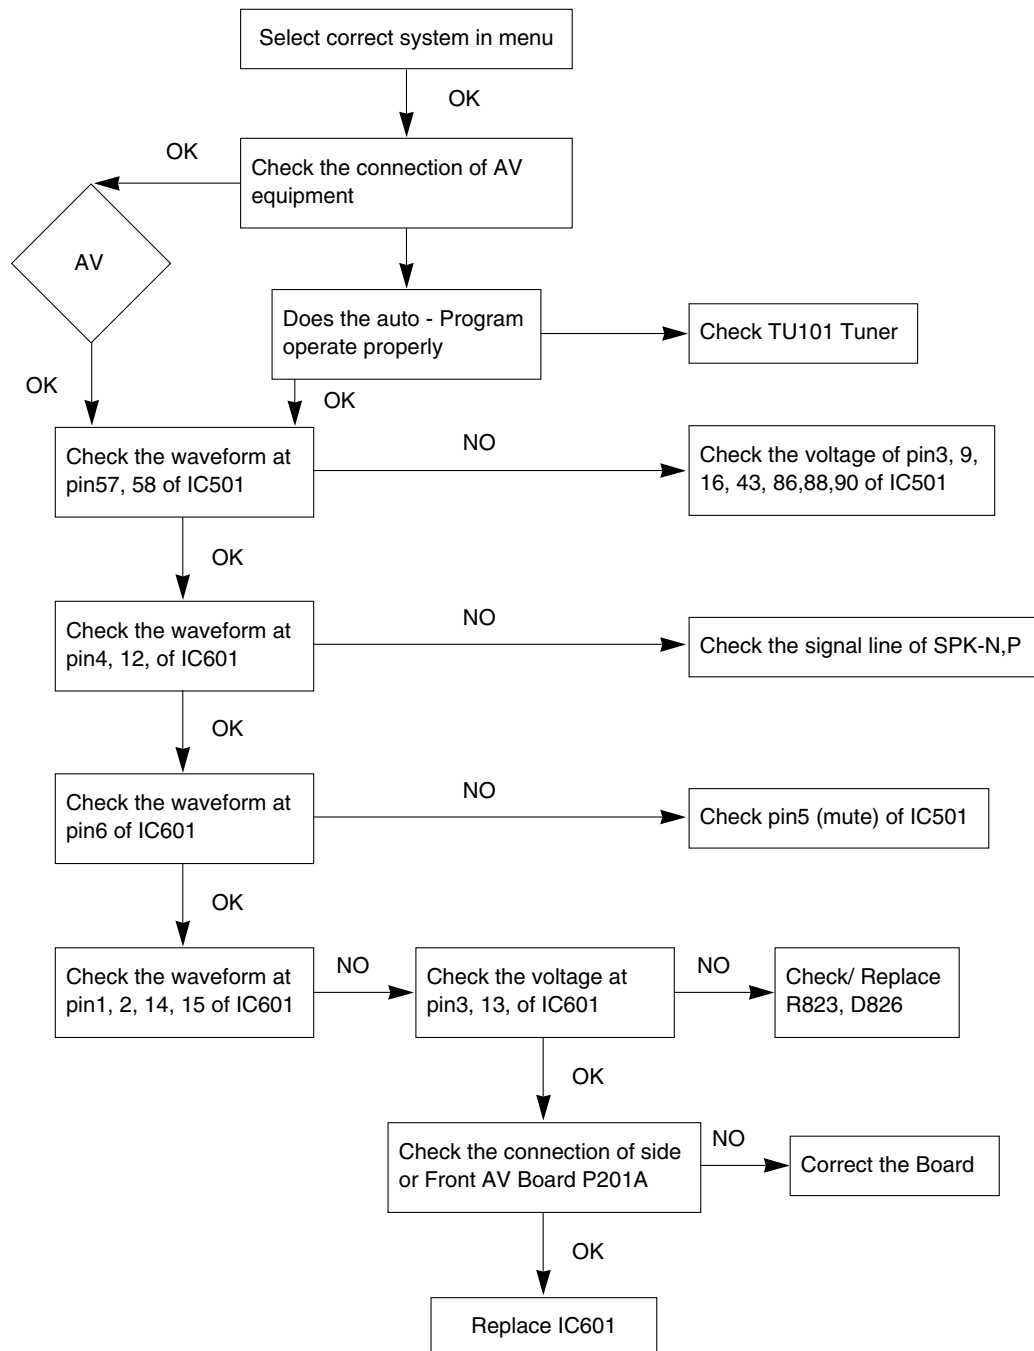 Select correct system in menu
OK
OK
Check the connection of AV
equipment
AV
Does the auto - Program
operate properly
Check TU101 Tuner
OK
OK
Check the waveform at
pin57, 58 of IC501
NO
Check the voltage of pin3, 9,
16, 43, 86,88,90 of IC501
OK
Check the waveform at
pin4, 12, of IC601
NO
Check the signal line of SPK-N,P
OK
Check the waveform at
pin6 of IC601
NO
Check pin5 (mute) of IC501
OK
Check the waveform at
pin1, 2, 14, 15 of IC601
NO
Check the voltage at
pin3, 13, of IC601
NO
Check/ Replace
R823, D826
OK
Check the connection of side
or Front AV Board P201A
NO
Correct the Board
OK
Replace IC601